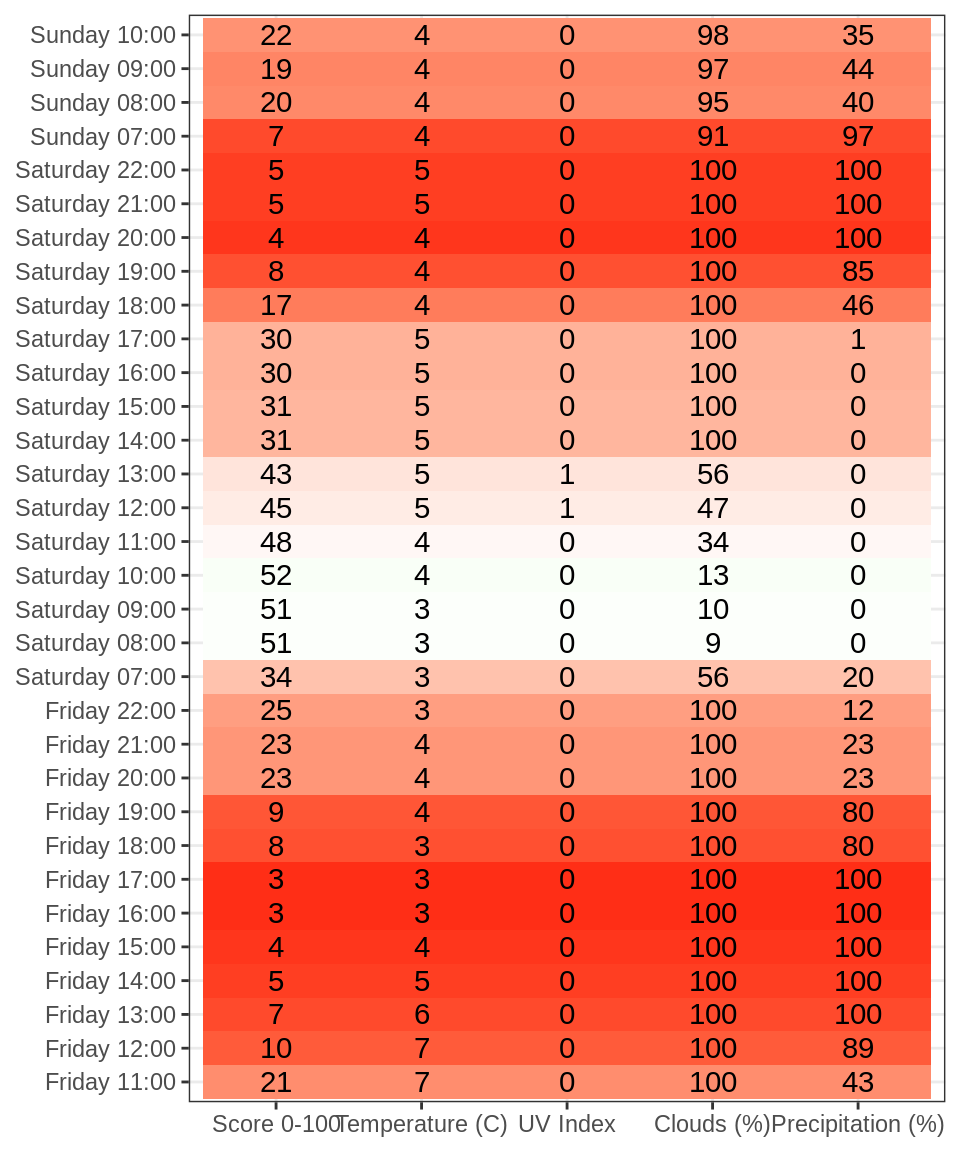 Sunday 10:00 22 4 0 98 35
Sunday 09:00 19 4 0 97 44
Sunday 08:00 20 4 0 95 40
Sunday 07:00 7 4 0 91 97
Saturday 22:00 5 5 0 100 100
Saturday 21:00 5 5 0 100 100
Saturday 20:00 4 4 0 100 100
Saturday 19:00 8 4 0 100 85
Saturday 18:00 17 4 0 100 46
Saturday 17:00 30 5 0 100 1
Saturday 16:00 30 5 0 100 0
Saturday 15:00 31 5 0 100 0
Saturday 14:00 31 5 0 100 0
Saturday 13:00 43 5 1 56 0
Saturday 12:00 45 5 1 47 0
Saturday 11:00 48 4 0 34 0
Saturday 10:00 52 4 0 13 0
Saturday 09:00 51 3 0 10 0
Saturday 08:00 51 3 0 9 0
Saturday 07:00 34 3 0 56 20
Friday 22:00 25 3 0 100 12
Friday 21:00 23 4 0 100 23
Friday 20:00 23 4 0 100 23
Friday 19:00 9 4 0 100 80
Friday 18:00 8 3 0 100 80
Friday 17:00 3 3 0 100 100
Friday 16:00 3 3 0 100 100
Friday 15:00 4 4 0 100 100
Friday 14:00 5 5 0 100 100
Friday 13:00 7 6 0 100 100
Friday 12:00 10 7 0 100 89
Friday 11:00 21 7 0 100 43
Score 0-100 Temperature (C) UV Index Clouds (%) Precipitation (%)